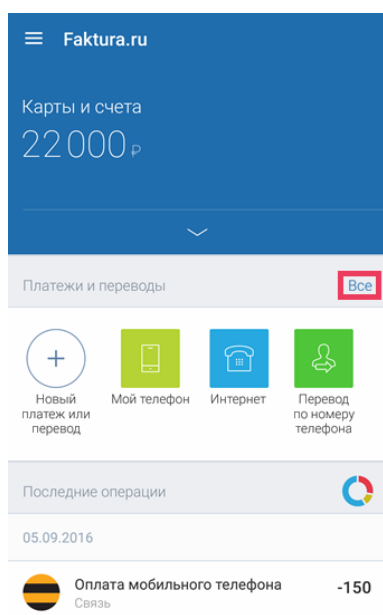 Faktura.ru
Карты и счета
22 000 ₽
Платежи и переводы
Все
Новый
платеж или
перевод
Мой телефон
Интернет
Перевод
по номеру
телефона
Последние операции
05.09.2016
Оплата мобильного телефона
-150
Связь